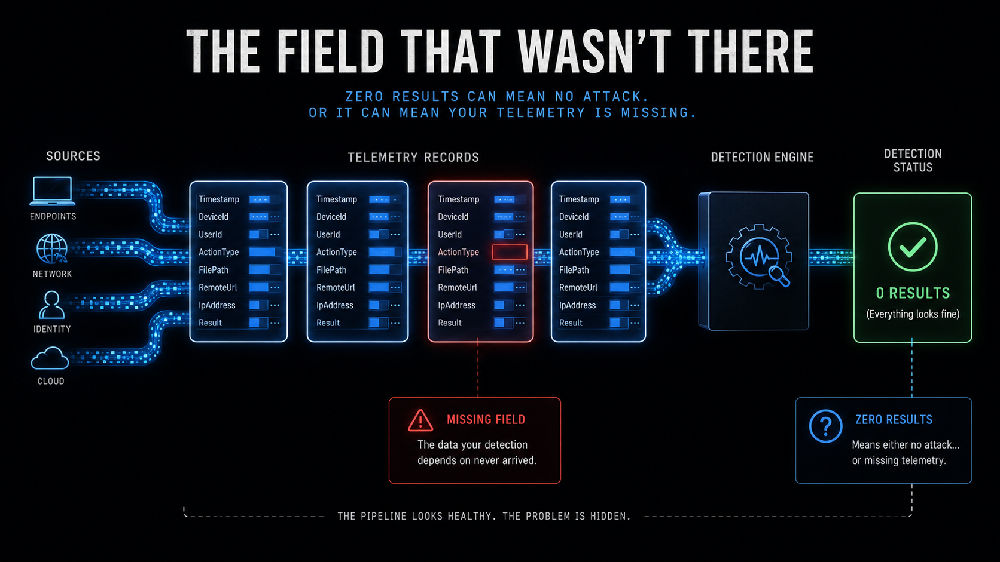 THE FIELD THAT WASN'T THERE
ZERO RESULTS CAN MEAN NO ATTACK.
OR IT CAN MEAN YOUR TELEMETRY IS MISSING.
SOURCES
ENDPOINTS
NETWORK
IDENTITY
CLOUD
TELEMETRY RECORDS
Timestamp
DeviceId
UserId
ActionType
FilePath
RemoteUrl
IpAddress
Result
Timestamp
DeviceId
UserId
ActionType
FilePath
RemoteUrl
IpAddress
Result
Timestamp
DeviceId
UserId
ActionType
FilePath
RemoteUrl
IpAddress
Result
Timestamp
DeviceId
UserId
ActionType
FilePath
RemoteUrl
IpAddress
Result
DETECTION ENGINE
DETECTION
STATUS
0 RESULTS
(Everything looks fine)
MISSING FIELD
The data your detection
depends on never arrived.
ZERO RESULTS
Means either no attack...
or missing telemetry.
THE PIPELINE LOOKS HEALTHY. THE PROBLEM IS HIDDEN.